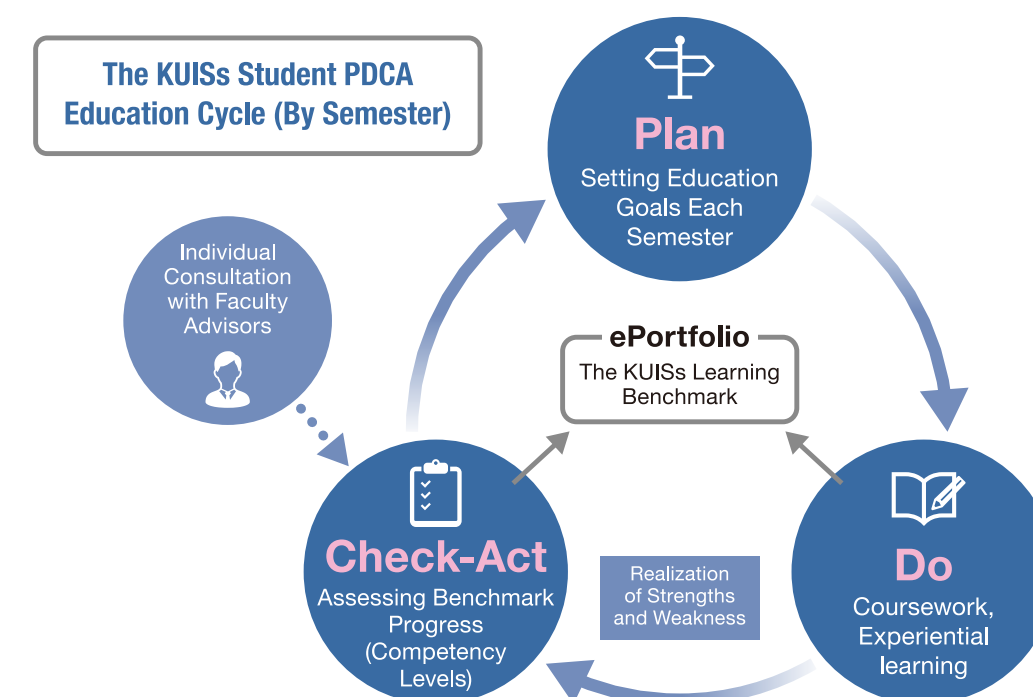 The KUISs Student PDCA
Education Cycle (By Semester)
Plan
Setting Education
Goals Each
Semester
Individual
Consultation
with Faculty
Advisors
ePortfolio
The KUISs Learning
Benchmark
Check-Act
Assessing Benchmark
Progress
(Competency
Levels)
Realization
of Strengths
and Weakness
Do
Coursework,
Experiential
learning